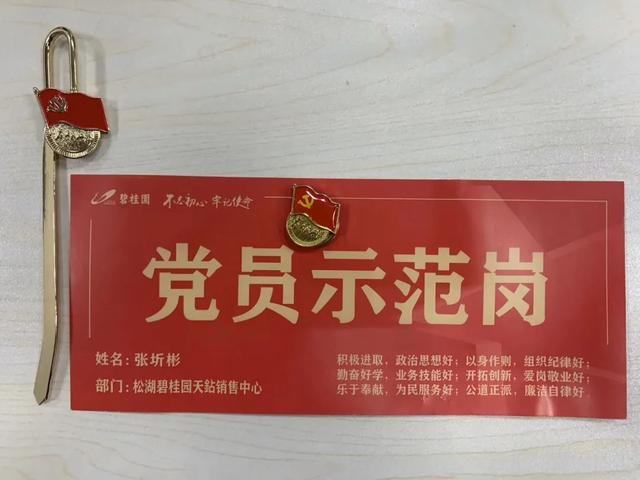 碧桂园 不忘初心 牢记使命
党员示范岗
姓名：张圻彬
部门：松湖碧桂园天鉆销售中心
积极进取，政治思想好；以身作则，组织纪律好；
勤奋好学，业务技能好；开拓创新，爱岗敬业好；
乐于奉献，为民服务好；公道正派，廉洁自律好